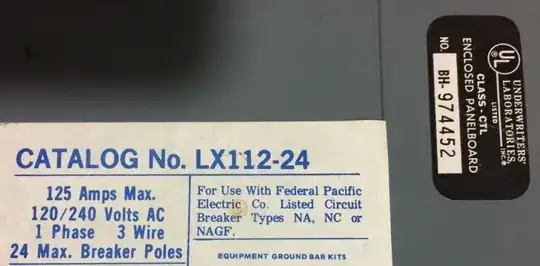 CATALOG No. LX112-24
125 Amps Max.
120/240 Volts AC
1 Phase 3 Wire
24 Max. Breaker Poles
For Use With Federal Pacific
Electric Co. Listed Circuit
Breaker Types NA, NC or
NAGF.
EQUIPMENT GROUND BAR KITS
UL
UNDERWRITERS'
LABORATORIES, INC.®
LISTED
CLASS - CTL
ENCLOSED PANELBOARD
NO. BH-974452